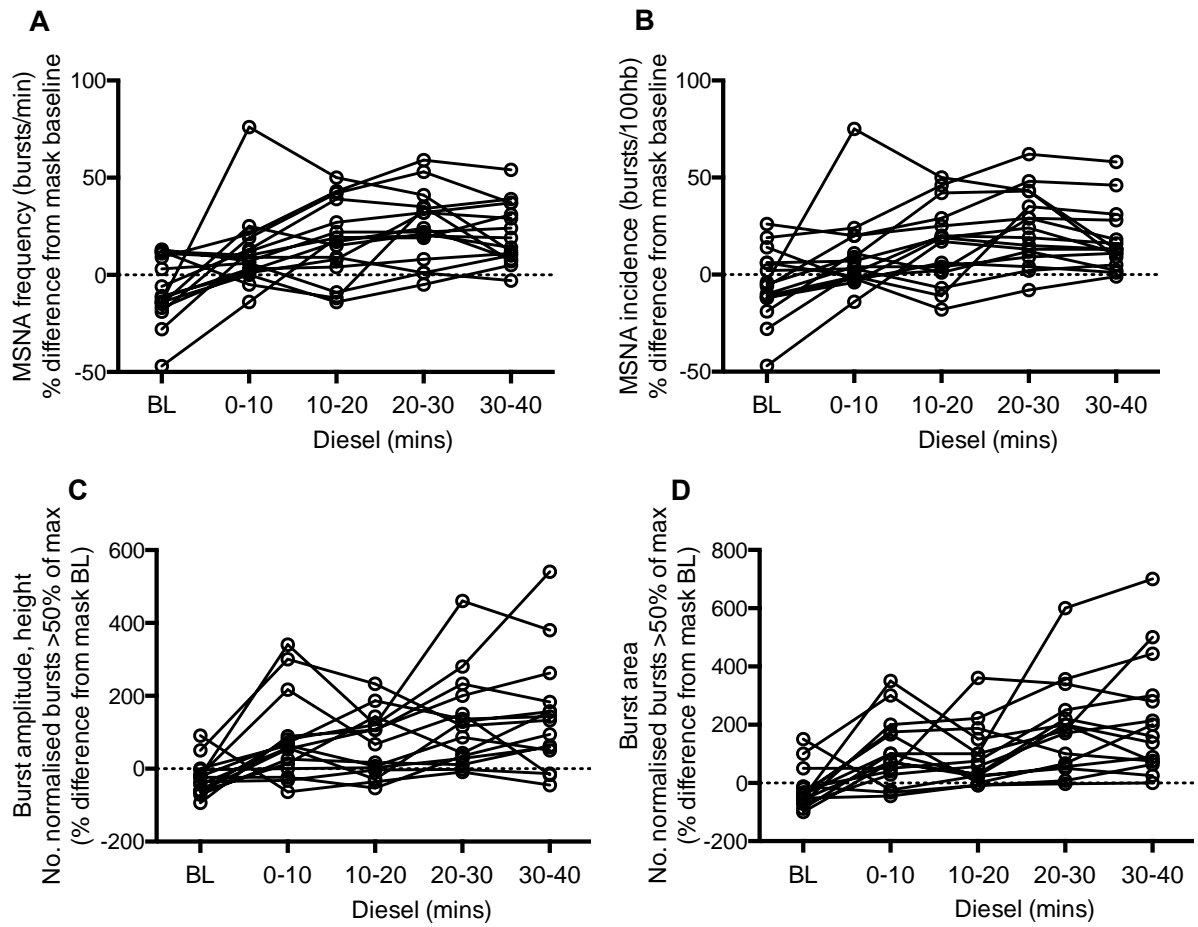 A
MSNA frequency (bursts/min)
% difference from mask baseline
100
50
0
-50
BL 0-10 10-20 20-30 30-40
Diesel (mins)
B
MSNA incidence (bursts/100hb)
% difference from mask baseline
100
50
0
-50
BL 0-10 10-20 20-30 30-40
Diesel (mins)
C
Burst amplitude, height
No. normalised bursts >50% of max
(% difference from mask BL)
600
400
200
0
-200
BL 0-10 10-20 20-30 30-40
Diesel (mins)
D
Burst area
No. normalised bursts >50% of max
(% difference from mask BL)
800
600
400
200
0
-200
BL 0-10 10-20 20-30 30-40
Diesel (mins)